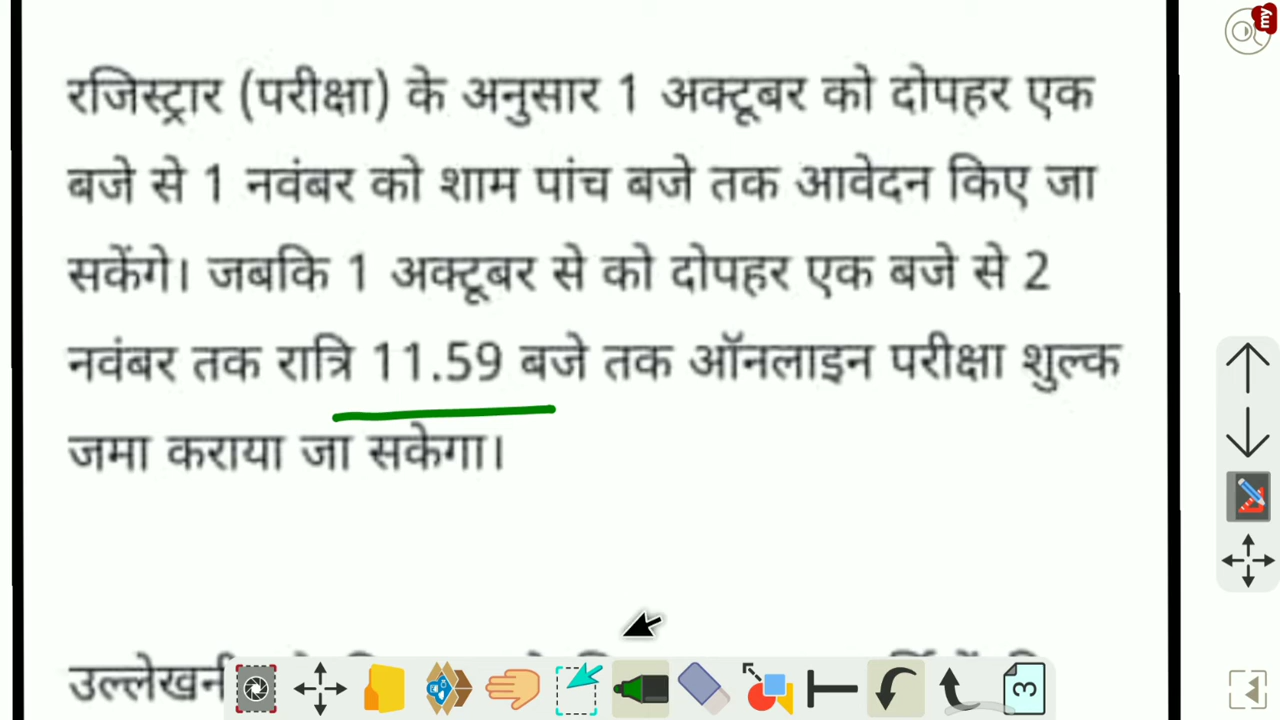 my
रजिस्ट्रार (परीक्षा) के अनुसार 1 अक्टूबर को दोपहर एक
बजे से 1 नवंबर को शाम पांच बजे तक आवेदन किए जा
सकेंगे। जबकि 1 अक्टूबर से को दोपहर एक बजे से 2
नवंबर तक रात्रि 11.59 बजे तक ऑनलाइन परीक्षा शुल्क
जमा कराया जा सकेगा।
3